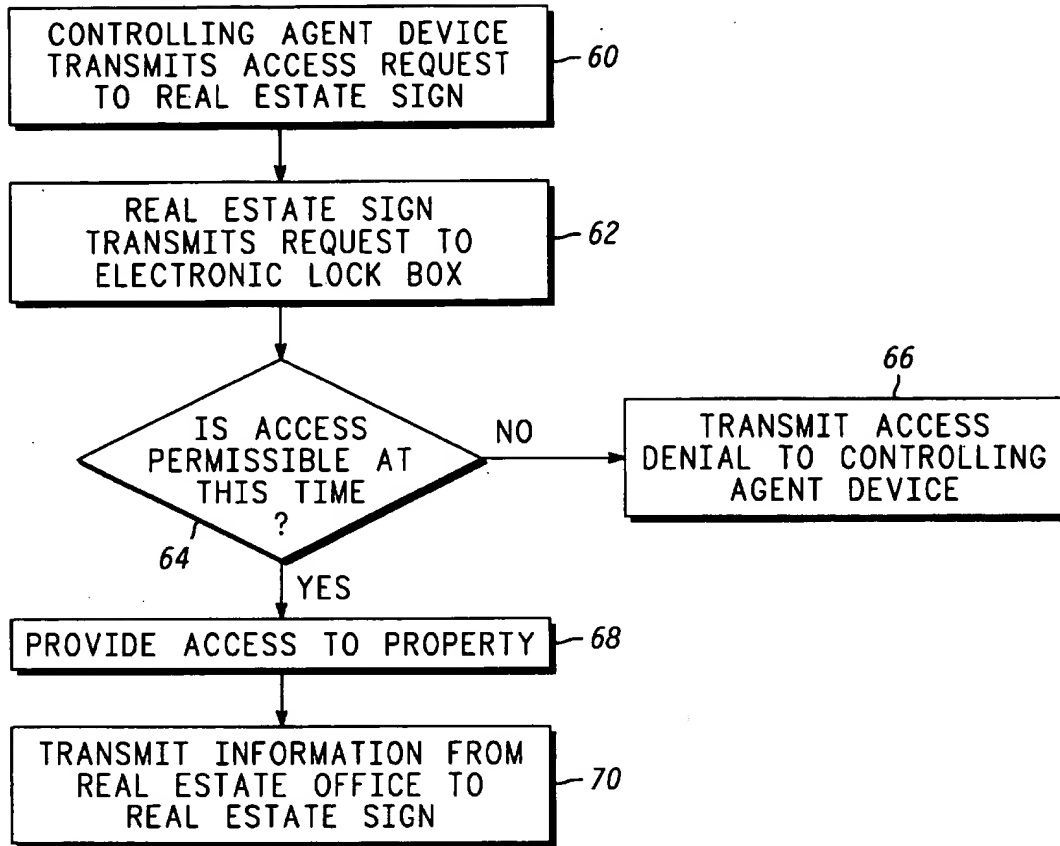 CONTROLLING AGENT DEVICE
TRANSMITS ACCESS REQUEST
TO REAL ESTATE SIGN
60
REAL ESTATE SIGN
TRANSMITS REQUEST TO
ELECTRONIC LOCK BOX
62
IS ACCESS
PERMISSIBLE AT
THIS TIME
?
64
NO
66
TRANSMIT ACCESS
DENIAL TO CONTROLLING
AGENT DEVICE
YES
PROVIDE ACCESS TO PROPERTY
68
TRANSMIT INFORMATION FROM
REAL ESTATE OFFICE TO
REAL ESTATE SIGN
70